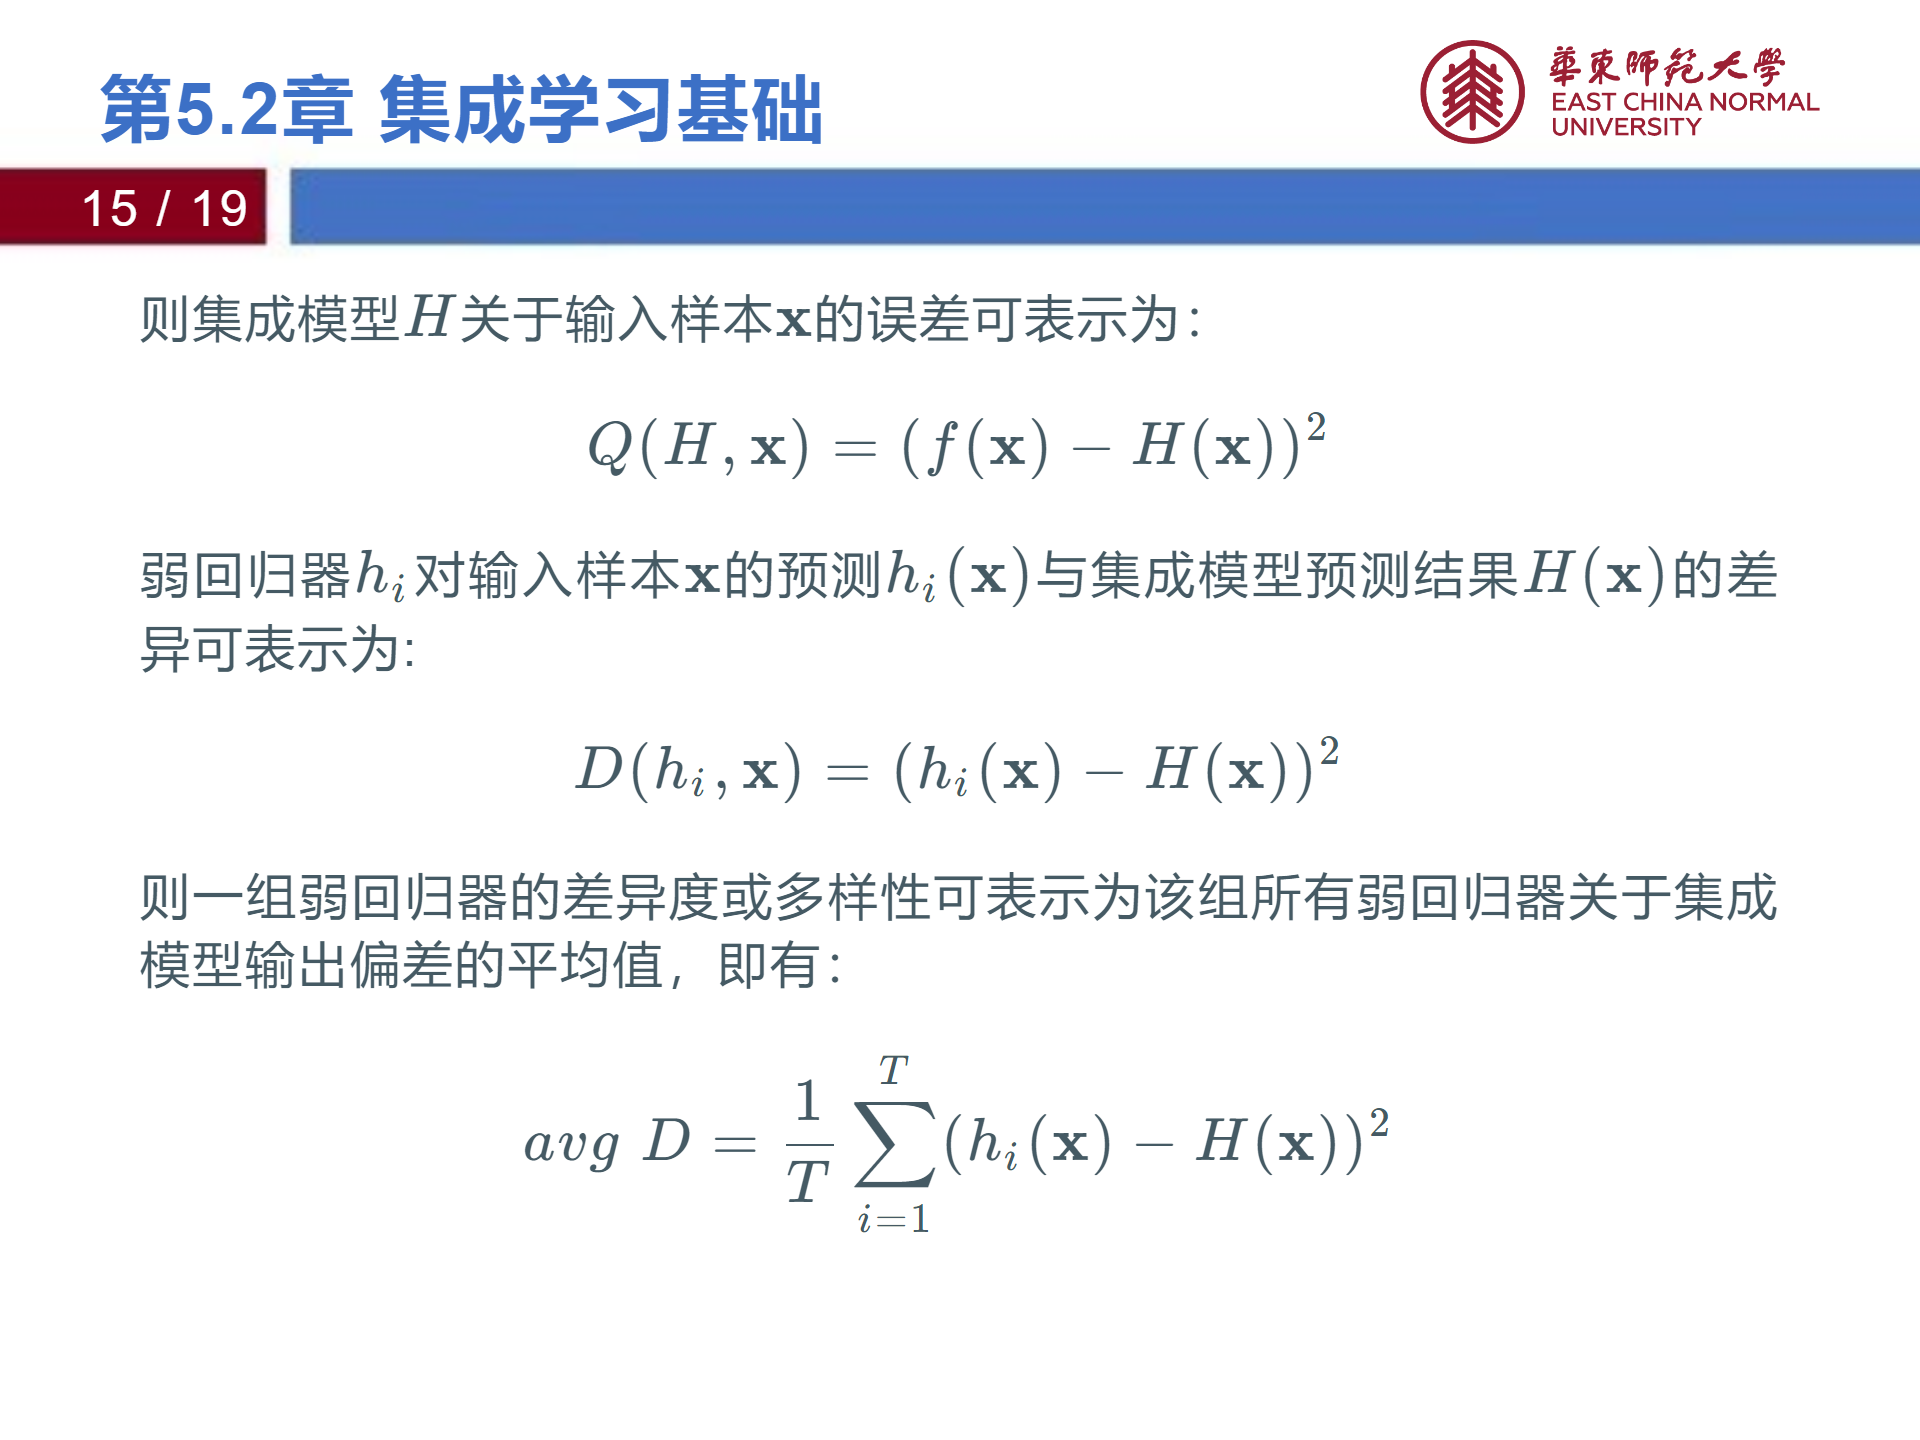 第5.2章 集成学习基础
華東師範大學
EAST CHINA NORMAL
UNIVERSITY
15 / 19
则集成模型H关于输入样本x的误差可表示为：
Q(H, x) = (f(x) − H(x))²
弱回归器hᵢ对输入样本x的预测hᵢ(x)与集成模型预测结果H(x)的差
异可表示为:
D(hᵢ, x) = (hᵢ(x) − H(x))²
则一组弱回归器的差异度或多样性可表示为该组所有弱回归器关于集成
模型输出偏差的平均值，即有：
avg D = \frac{1}{T} \sum_{i=1}^{T} (hᵢ(x) − H(x))²